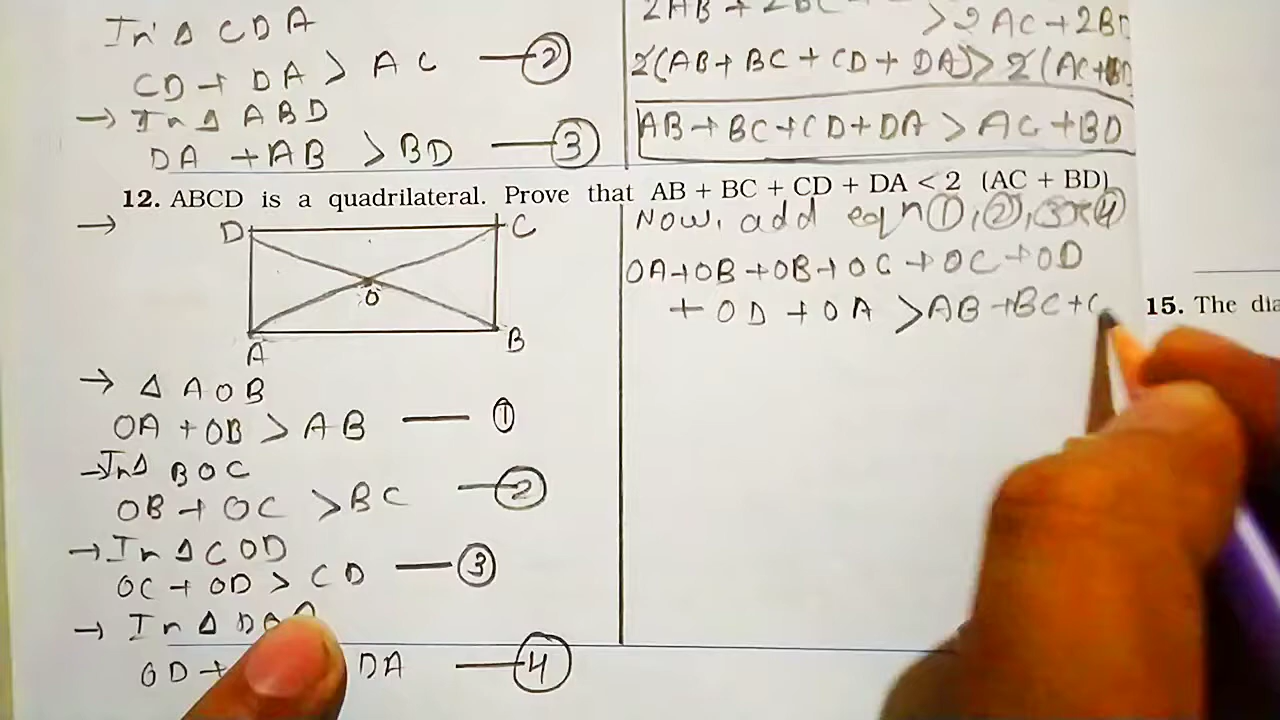 In Δ CDA
CD + DA > AC — ②
→ In Δ ABD
DA + AB > BD — ③
2AB + 2BC
> 2AC + 2BD
2(AB + BC + CD + DA) > 2(AC + BD
AB + BC + CD + DA > AC + BD
12. ABCD is a quadrilateral. Prove that AB + BC + CD + DA < 2 (AC + BD)
→
D C
O
A B
→ Δ AOB
OA + OB > AB — ①
→ In Δ BOC
OB + OC > BC — ②
→ In Δ COD
OC + OD > CD — ③
→ In Δ
OD + DA — ④
Now, add eqn ①, ②, ③ & ④
OA + OB + OB + OC + OC + OD
+ OD + OA > AB + BC + C
15. The dia